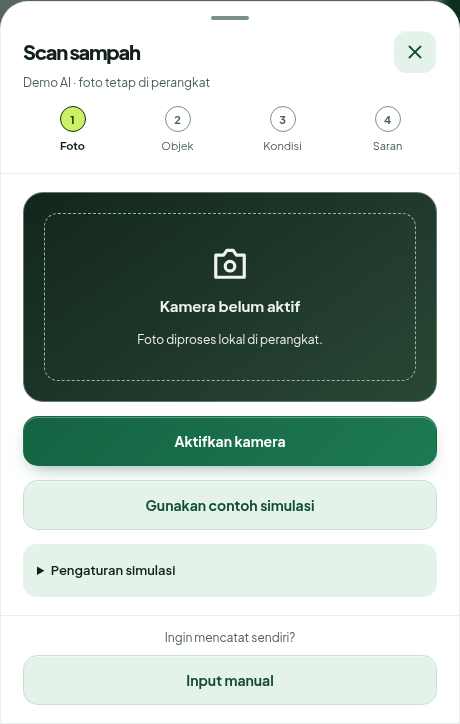 Scan sampah
Demo AI · foto tetap di perangkat
1
2
3
4
Foto
Objek
Kondisi
Saran
Kamera belum aktif
Foto diproses lokal di perangkat.
Aktifkan kamera
Gunakan contoh simulasi
Pengaturan simulasi
Ingin mencatat sendiri?
Input manual